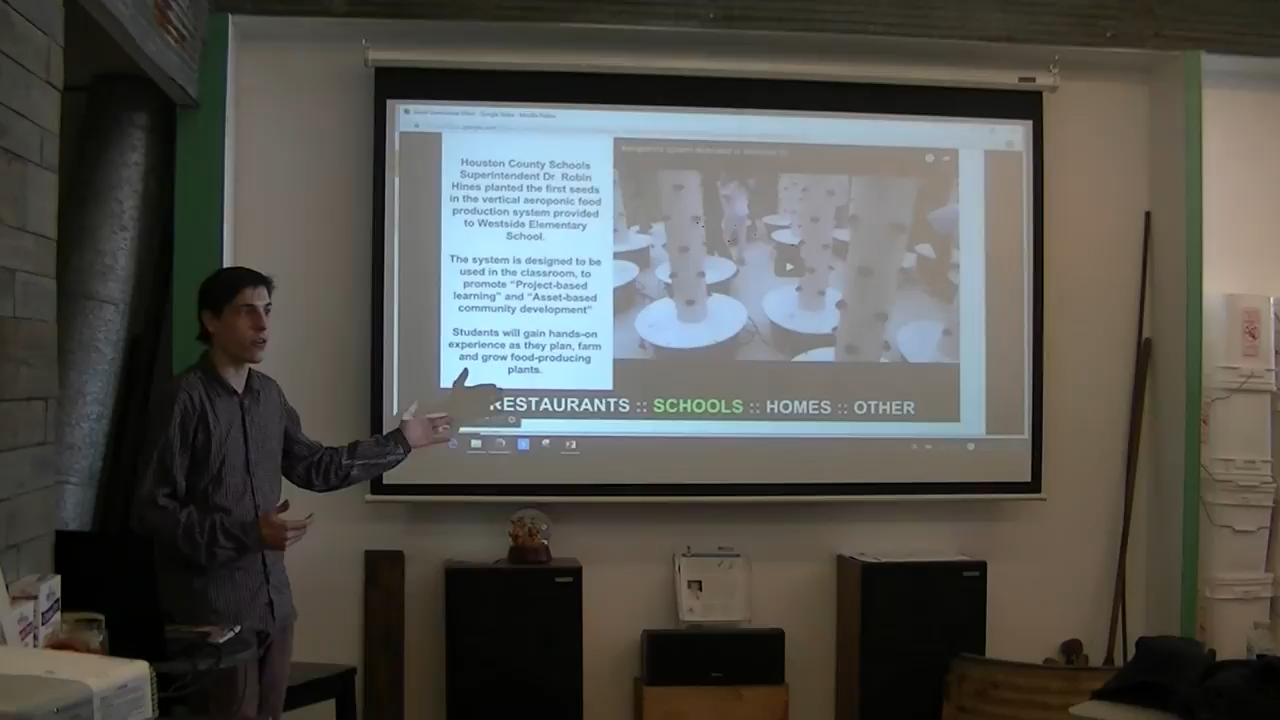 Houston County Schools
Superintendent Dr. Robin
Hines planted the first seeds
in the vertical aeroponic food
production system provided
to Westside Elementary
School.
The system is designed to be
used in the classroom, to
promote “Project-based
learning” and “Asset-based
community development”
Students will gain hands-on
experience as they plan, farm
and grow food-producing
plants.
RESTAURANTS :: SCHOOLS :: HOMES :: OTHER